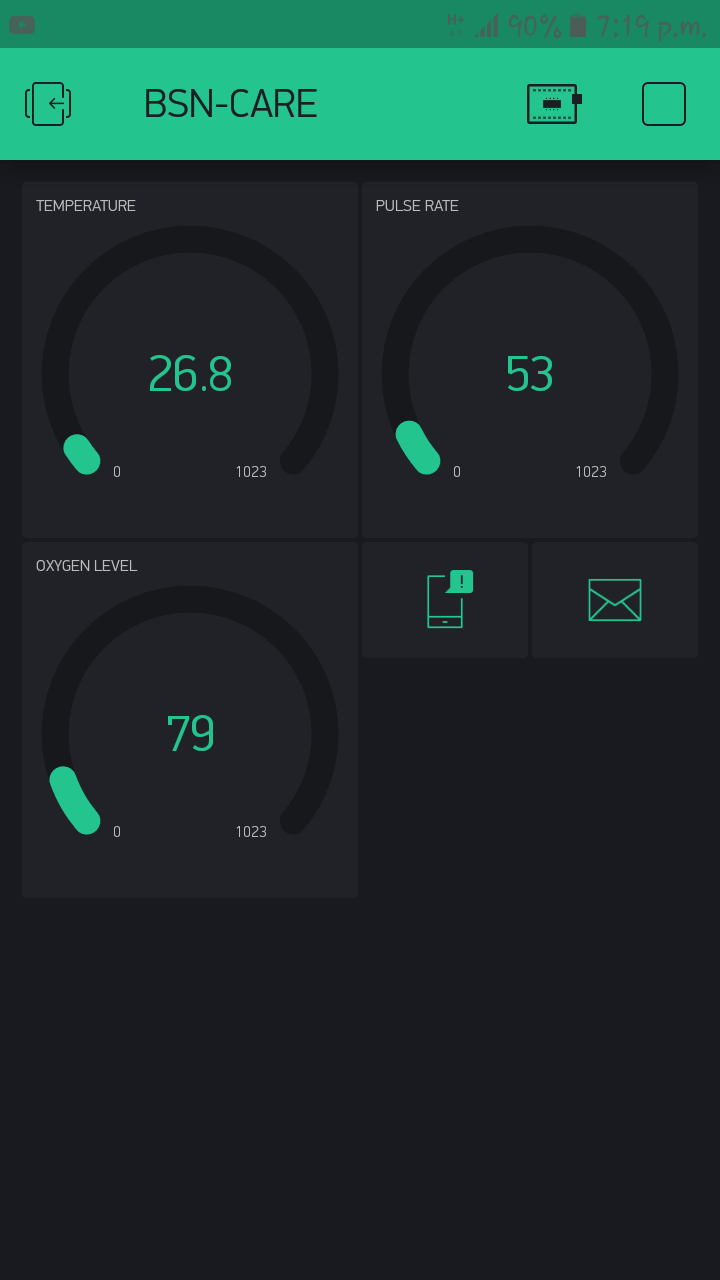 H+ 90% 7:19 p.m.
BSN-CARE
TEMPERATURE
26.8
0 1023
PULSE RATE
53
0 1023
OXYGEN LEVEL
79
0 1023
!